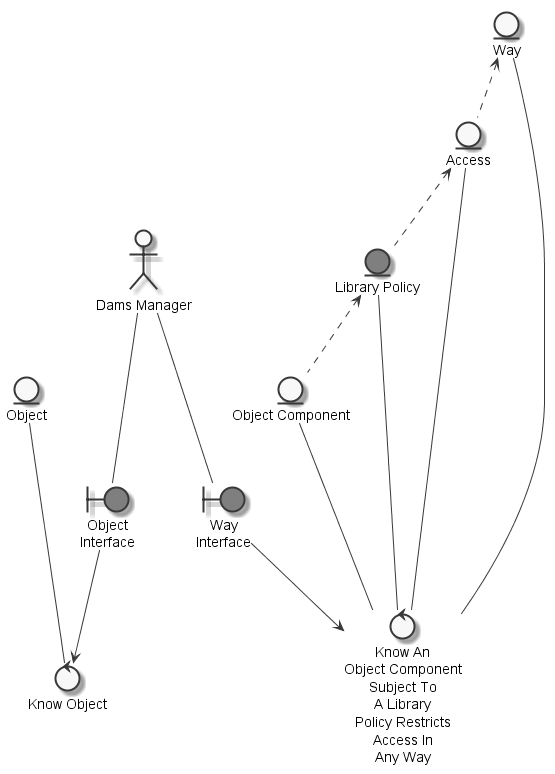 Way
Access
Library Policy
Dams Manager
Object
Object Component
Object
Interface
Way
Interface
Know Object
Know An
Object Component
Subject To
A Library
Policy Restricts
Access In
Any Way